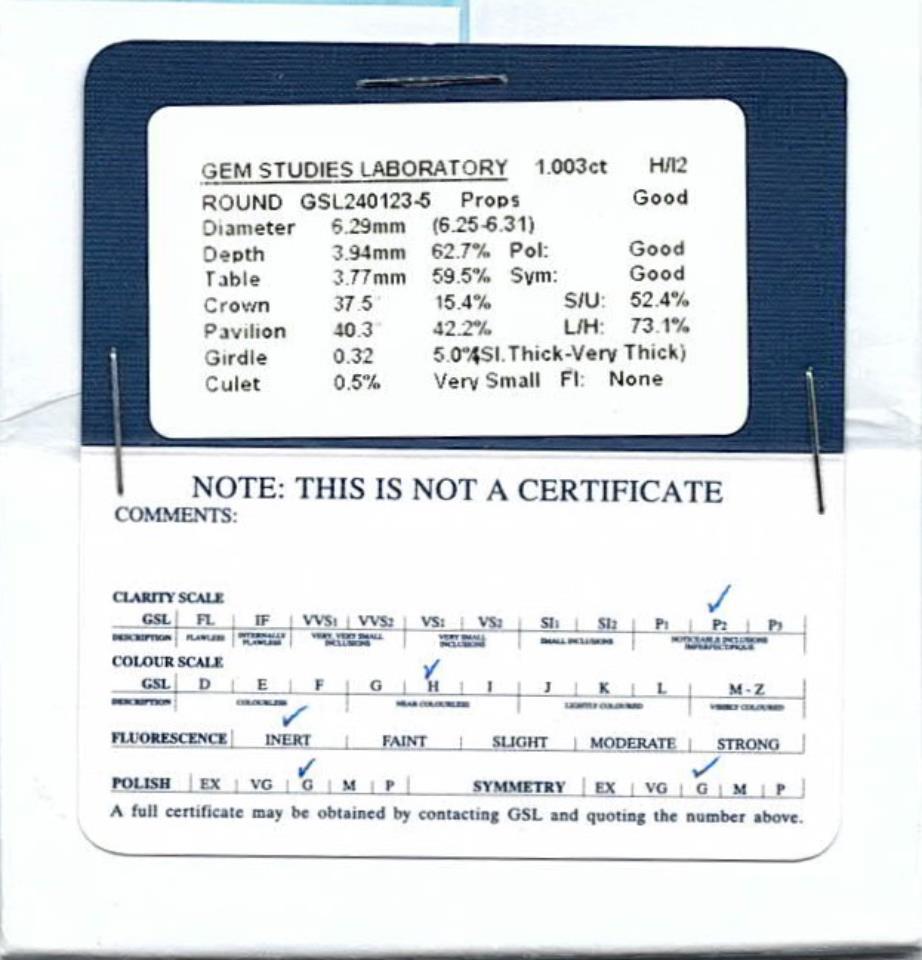 GEM STUDIES LABORATORY 1.003ct H/I2
ROUND GSL240123-5 Props Good
Diameter 6.29mm (6.25-6.31)
Depth 3.94mm 62.7% Pol: Good
Table 3.77mm 59.5% Sym: Good
Crown 37.5° 15.4% S/U: 52.4%
Pavilion 40.3° 42.2% L/H: 73.1%
Girdle 0.32 5.0%(Sl.Thick-Very Thick)
Culet 0.5% Very Small Fl: None
NOTE: THIS IS NOT A CERTIFICATE
COMMENTS:
CLARITY SCALE
GSL FL IF VVS1 VVS2 VS1 VS2 SI1 SI2 P1 P2 P3
DESCRIPTION FLAWLESS INTERNALLY FLAWLESS VERY, VERY SMALL INCLUSIONS VERY SMALL INCLUSIONS SMALL INCLUSIONS NOTICEABLE INCLUSIONS IMPERFECT/PIQUE
COLOUR SCALE
GSL D E F G H I J K L M - Z
DESCRIPTION COLOURLESS NEAR COLOURLESS LIGHTLY COLOURED VISIBLY COLOURED
FLUORESCENCE INERT FAINT SLIGHT MODERATE STRONG
POLISH EX VG G M P SYMMETRY EX VG G M P
A full certificate may be obtained by contacting GSL and quoting the number above.